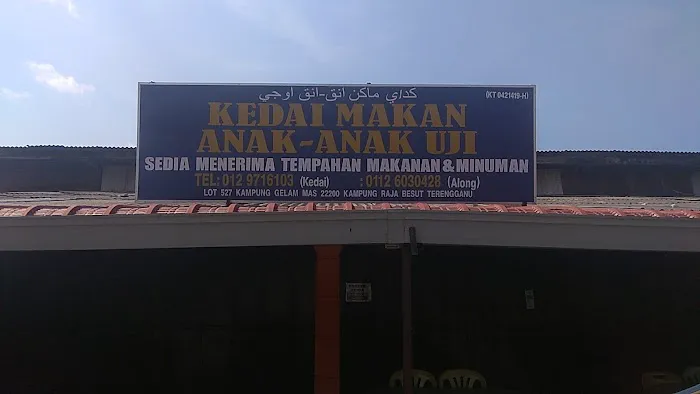 كداي ماكن انق-انق اوجي
(KT 0421419-H)
KEDAI MAKAN
ANAK-ANAK UJI
SEDIA MENERIMA TEMPAHAN MAKANAN & MINUMAN
TEL: 012 9716103 (Kedai) : 0112 6030428 (Along)
LOT 527 KAMPUNG GELAM MAS 22200 KAMPUNG RAJA BESUT TERENGGANU